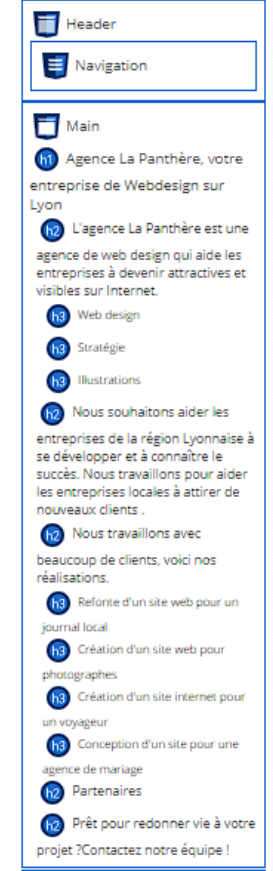 Header
Navigation
Main
h1 Agence La Panthère, votre
entreprise de Webdesign sur
Lyon
h2 L'agence La Panthère est une
agence de web design qui aide les
entreprises à devenir attractives et
visibles sur Internet.
h3 Web design
h3 Stratégie
h3 Illustrations
h2 Nous souhaitons aider les
entreprises de la région Lyonnaise à
se développer et à connaître le
succès. Nous travaillons pour aider
les entreprises locales à attirer de
nouveaux clients .
h2 Nous travaillons avec
beaucoup de clients, voici nos
réalisations.
h3 Refonte d'un site web pour un
journal local
h3 Création d'un site web pour
photographes
h3 Création d'un site internet pour
un voyageur
h3 Conception d'un site pour une
agence de mariage
h2 Partenaires
h2 Prêt pour redonner vie à votre
projet ?Contactez notre équipe !